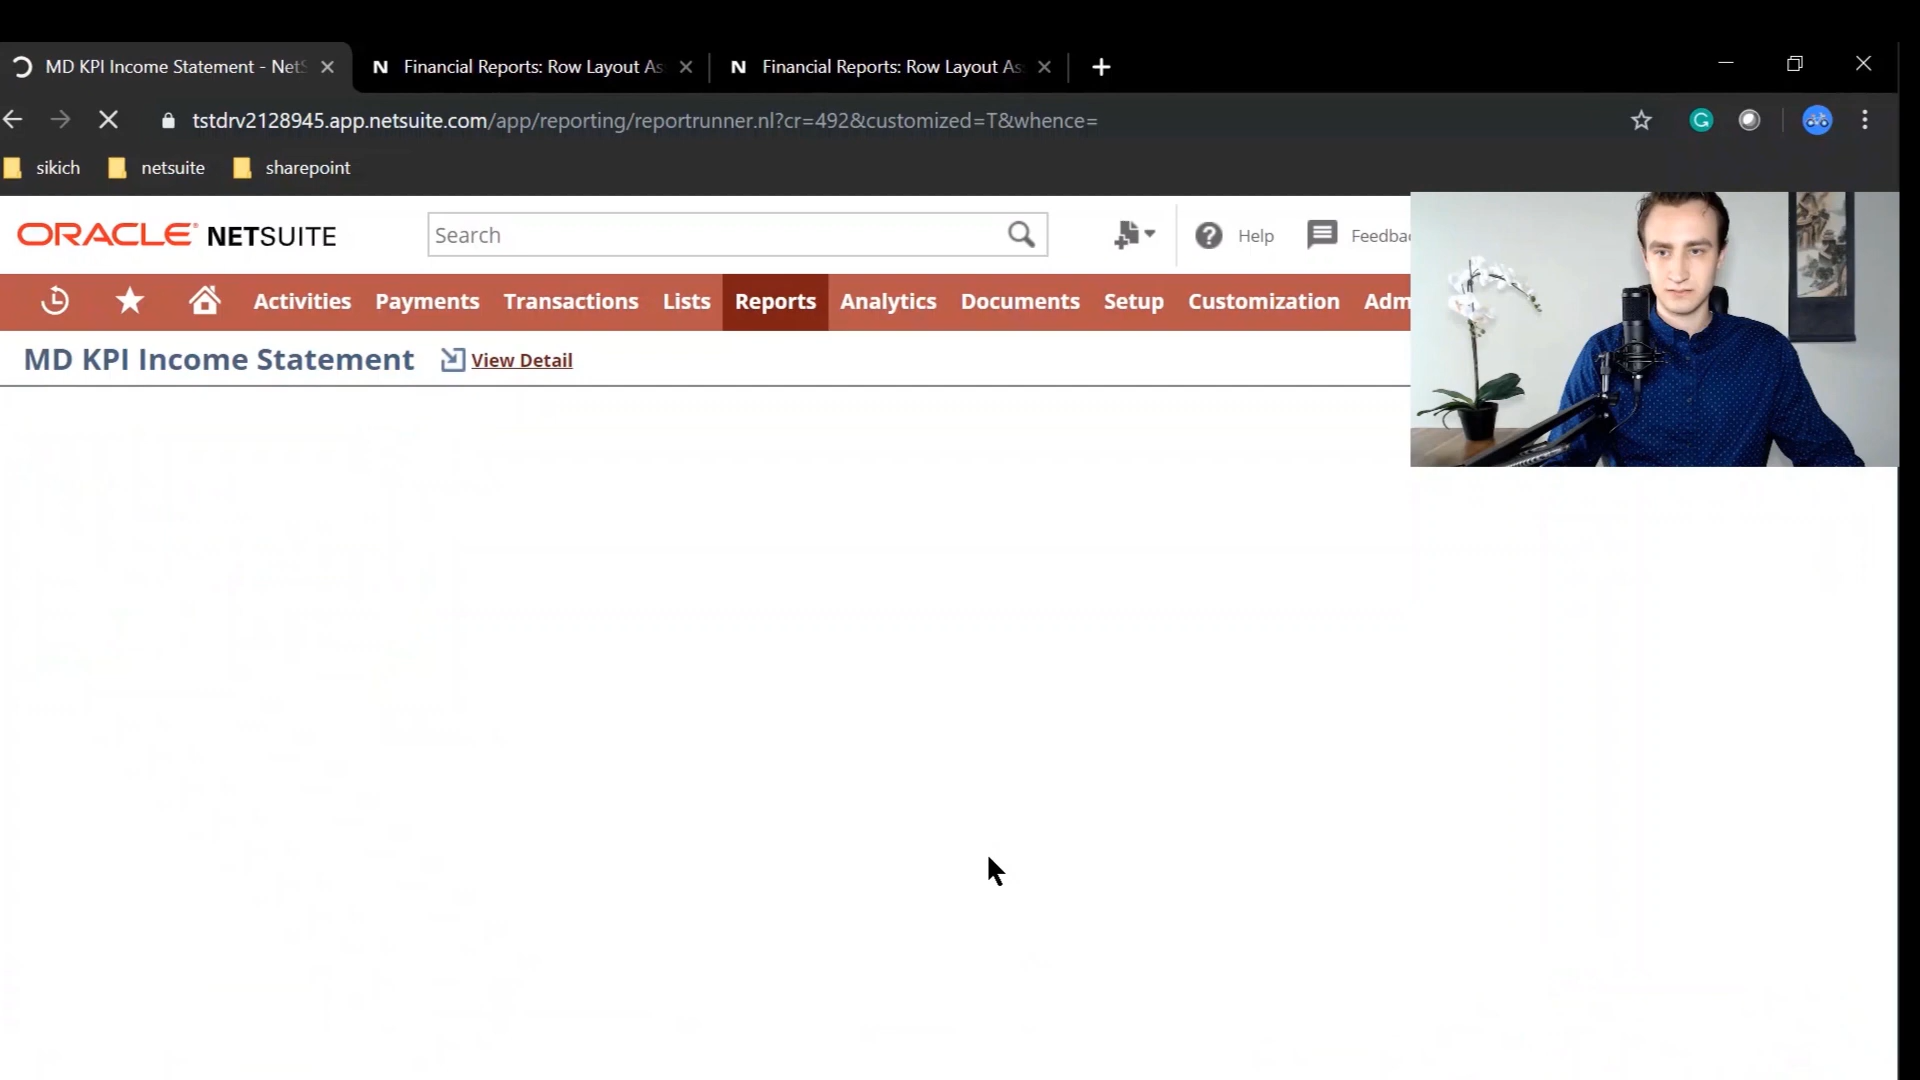 MD KPI Income Statement - Net
Financial Reports: Row Layout As
Financial Reports: Row Layout As
tstdrv2128945.app.netsuite.com/app/reporting/reportrunner.nl?cr=492&customized=T&whence=
sikich netsuite sharepoint
ORACLE NETSUITE Search Help Feedba
Activities Payments Transactions Lists Reports Analytics Documents Setup Customization Adm
MD KPI Income Statement View Detail